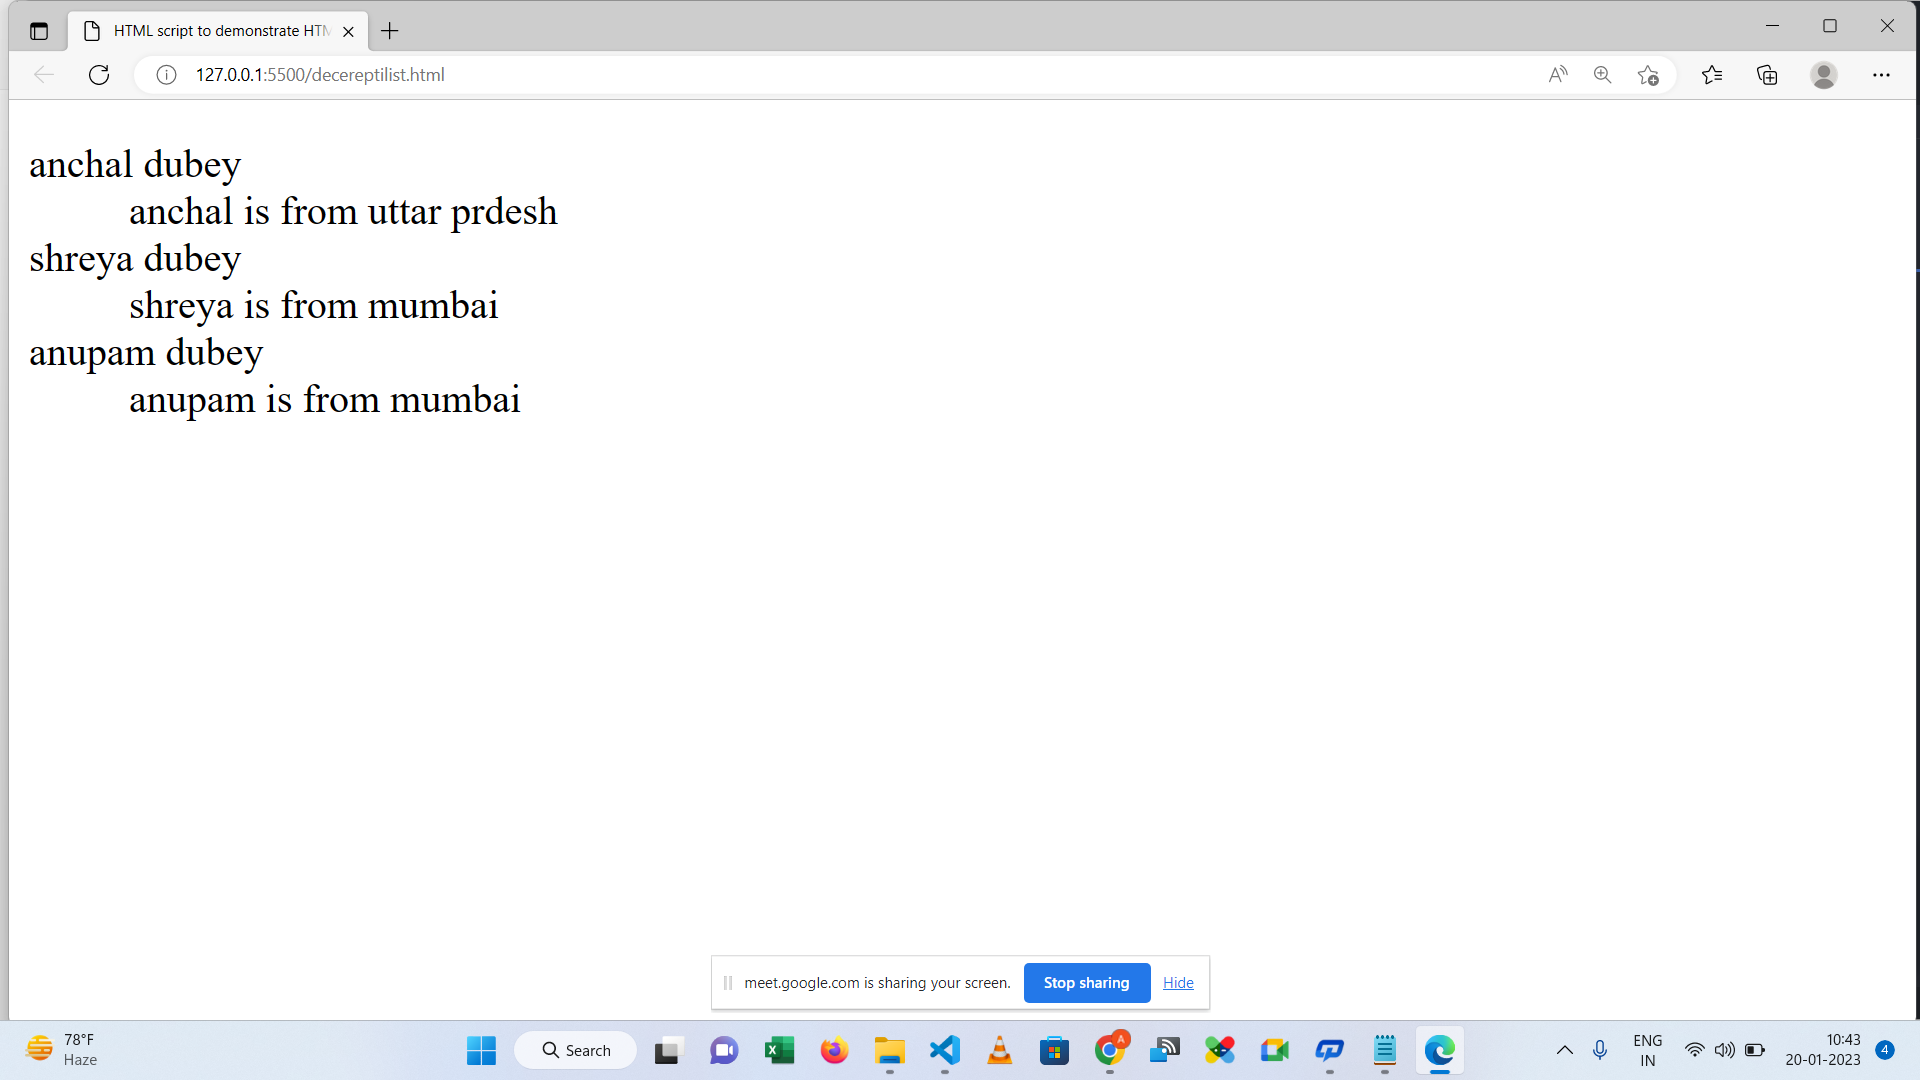 HTML script to demonstrate HTM
127.0.0.1:5500/decereptilist.html
anchal dubey
anchal is from uttar prdesh
shreya dubey
shreya is from mumbai
anupam dubey
anupam is from mumbai
meet.google.com is sharing your screen. Stop sharing Hide
78°F
Haze
Search
A
ENG
IN
10:43
20-01-2023
4